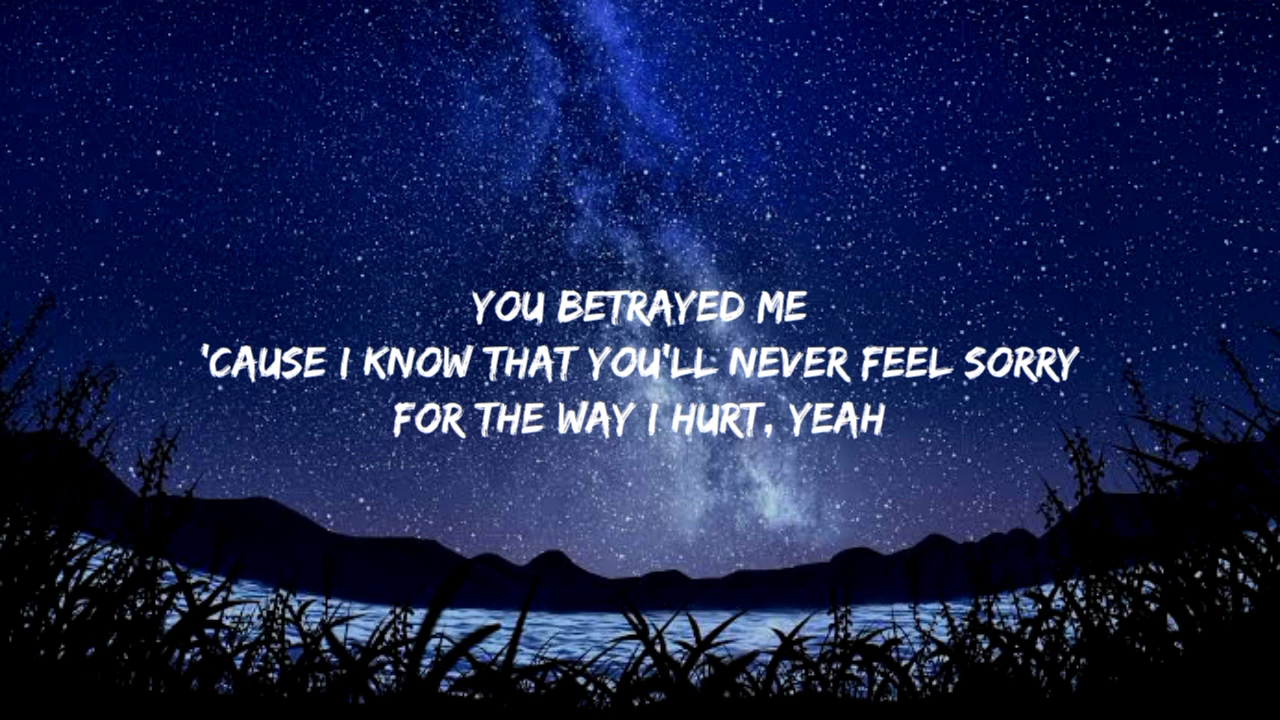 YOU BETRAYED ME
'CAUSE I KNOW THAT YOU'LL NEVER FEEL SORRY
FOR THE WAY I HURT, YEAH